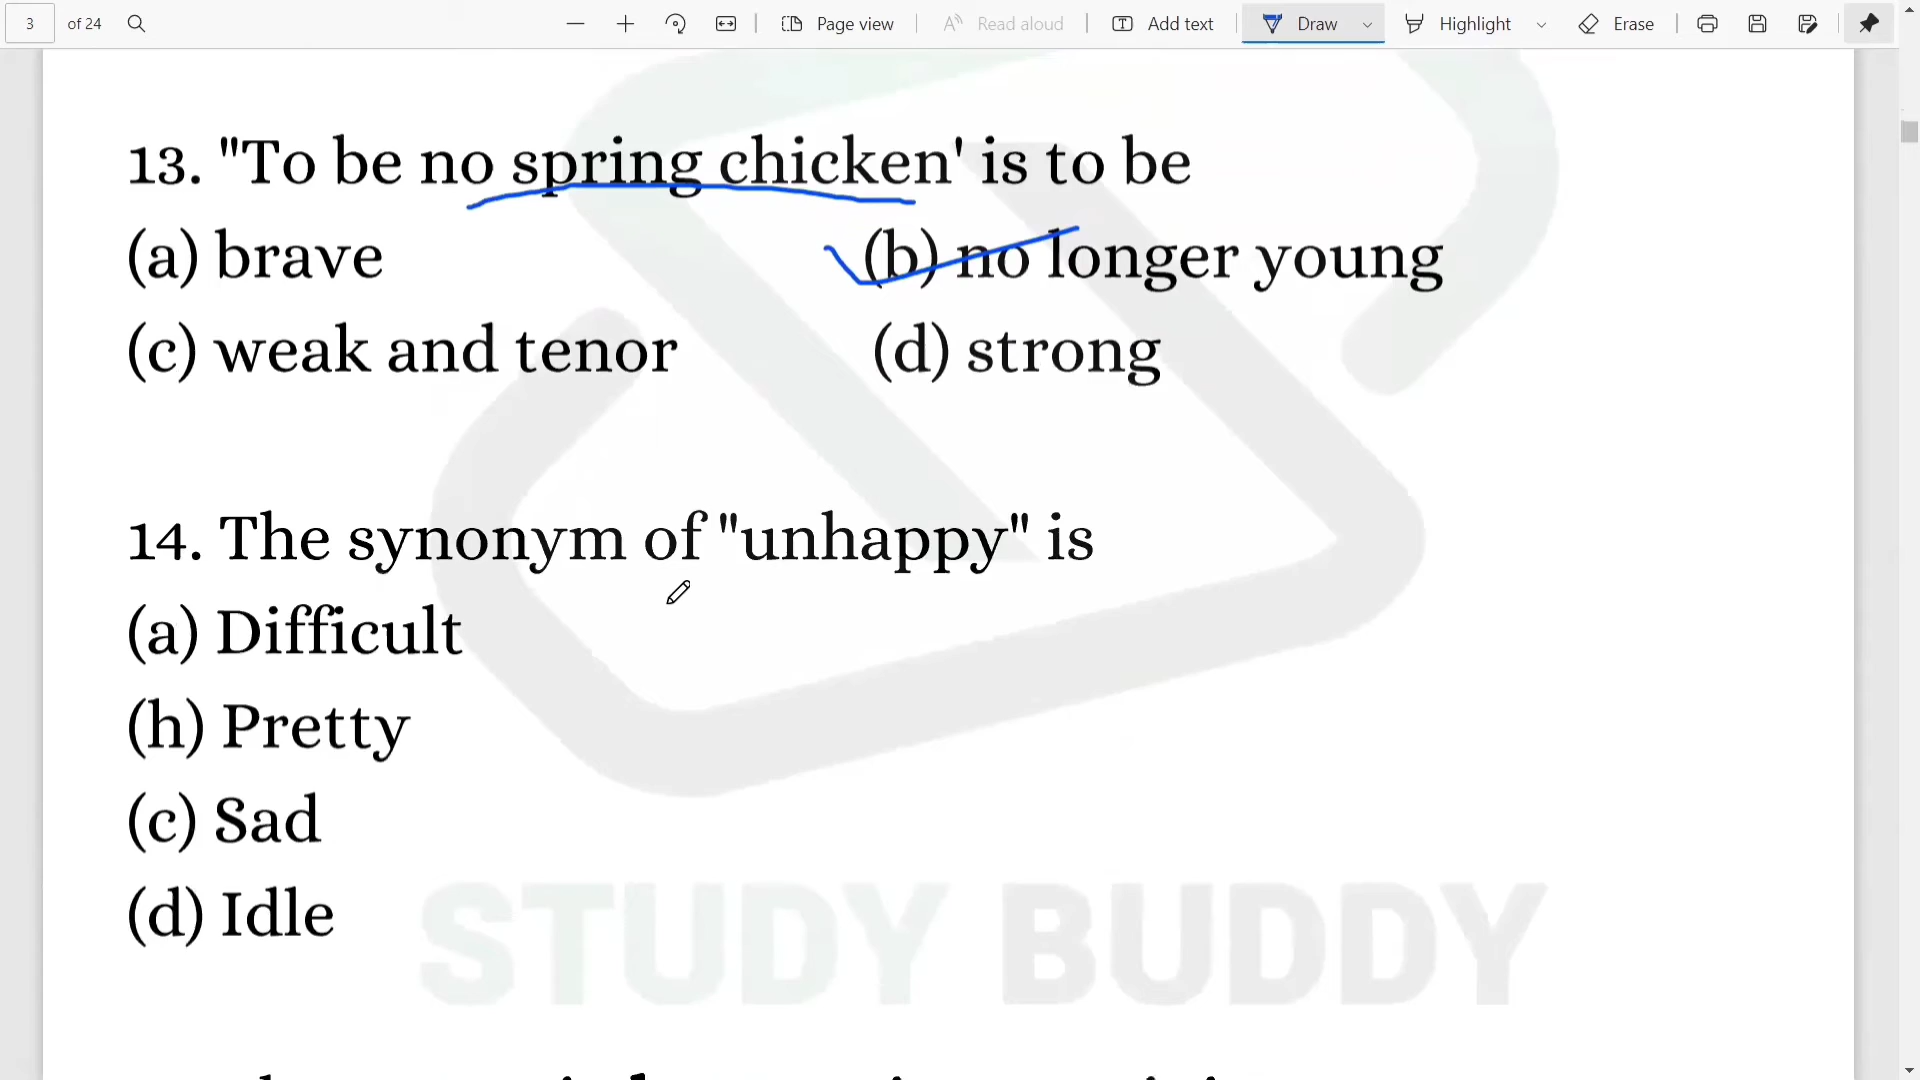 3 of 24 Page view Read aloud Add text Draw Highlight Erase
13. "To be no spring chicken' is to be
(a) brave (b) no longer young
(c) weak and tenor (d) strong
14. The synonym of "unhappy" is
(a) Difficult
(h) Pretty
(c) Sad
(d) Idle
STUDY BUDDY